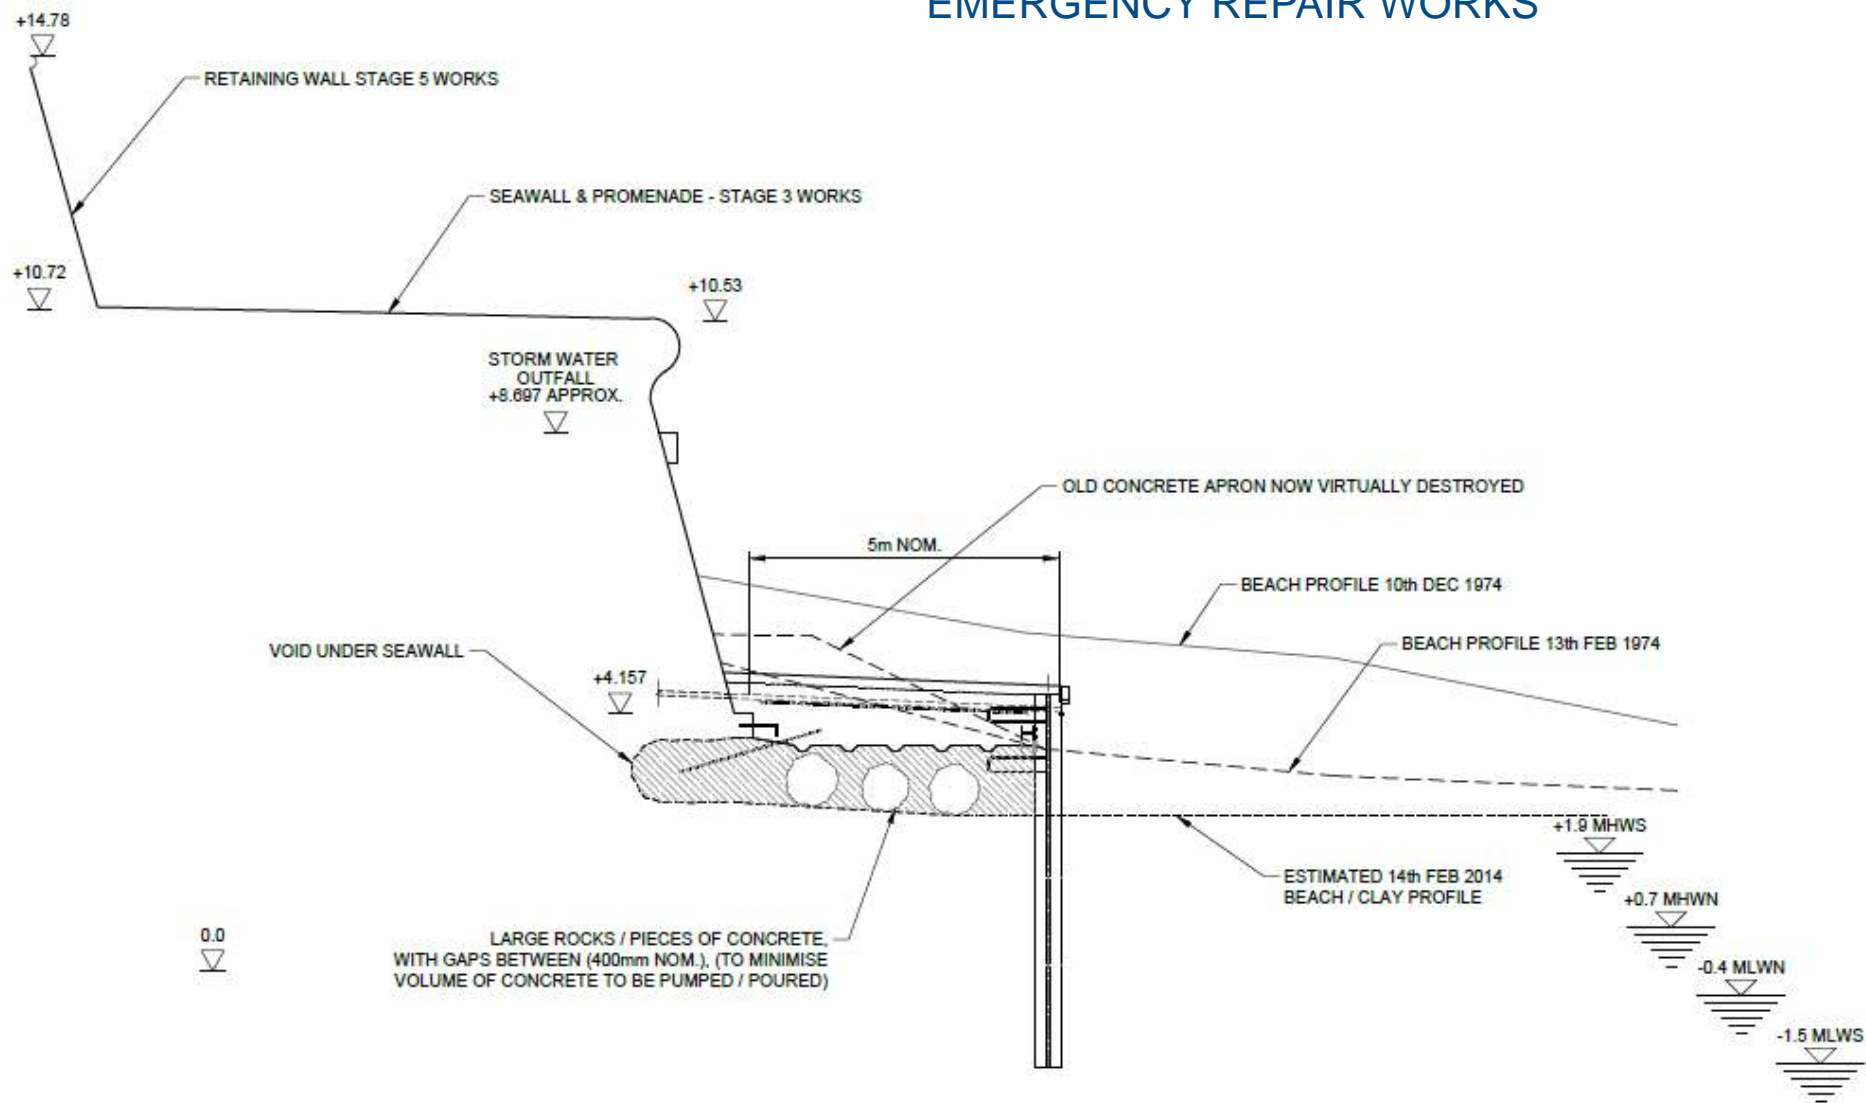 EMERGENCY REPAIR WORKS
+14.78
RETAINING WALL STAGE 5 WORKS
SEAWALL & PROMENADE - STAGE 3 WORKS
+10.72
+10.53
STORM WATER
OUTFALL
+8.697 APPROX.
OLD CONCRETE APRON NOW VIRTUALLY DESTROYED
5m NOM.
BEACH PROFILE 10th DEC 1974
BEACH PROFILE 13th FEB 1974
VOID UNDER SEAWALL
+4.157
+1.9 MHWS
ESTIMATED 14th FEB 2014
BEACH / CLAY PROFILE
+0.7 MHWN
0.0
LARGE ROCKS / PIECES OF CONCRETE,
WITH GAPS BETWEEN (400mm NOM.), (TO MINIMISE
VOLUME OF CONCRETE TO BE PUMPED / POURED)
-0.4 MLWN
-1.5 MLWS